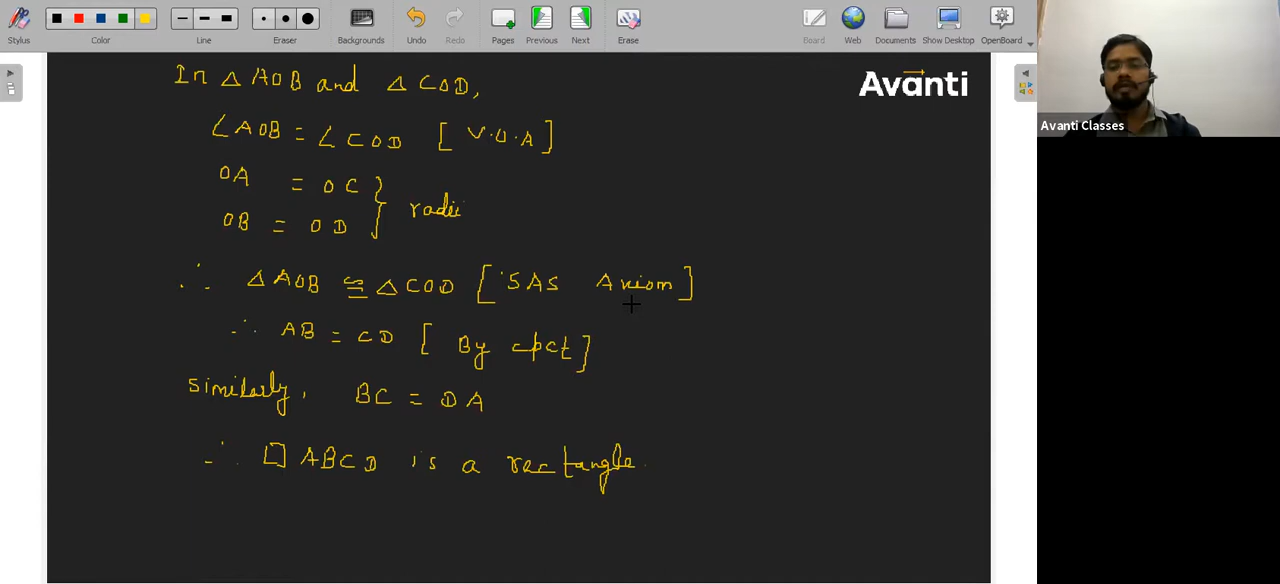 Stylus
Color
Line
Eraser
Backgrounds
Undo
Redo
Pages
Previous
Next
Erase
Board
Web
Documents
Show Desktop
OpenBoard
Avanti
Avanti Classes
In △ AOB and △ COD,
∠AOB = ∠COD [V.O.A]
OA = OC
OB = OD } radii
∴ △AOB ≅ △COD [SAS Axiom]
∴ AB = CD [By cpct]
Similarly, BC = DA
∴ □ ABCD is a rectangle.